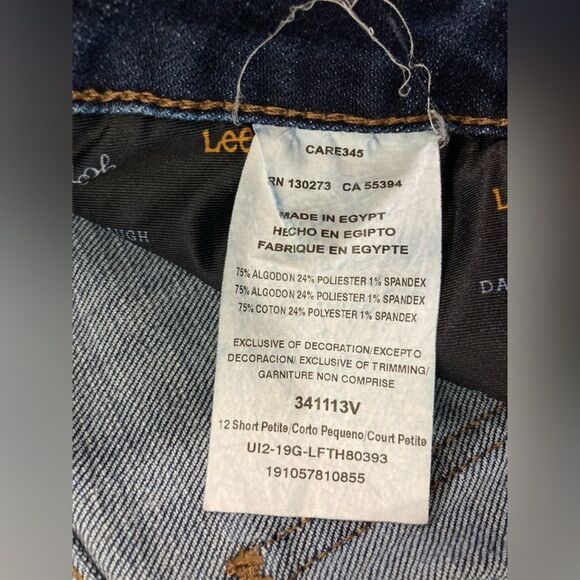 Lee
CARE345
RN 130273 CA 55394
MADE IN EGYPT
HECHO EN EGIPTO
FABRIQUE EN EGYPTE
75% ALGODON 24% POLIESTER 1% SPANDEX
75% ALGODON 24% POLIESTER 1% SPANDEX
75% COTON 24% POLYESTER 1% SPANDEX
EXCLUSIVE OF DECORATION/EXCEPTO
DECORACION/ EXCLUSIVE OF TRIMMING/
GARNITURE NON COMPRISE
341113V
12 Short Petite/Corto Pequeno/Court Petite
UI2-19G-LFTH80393
191057810855